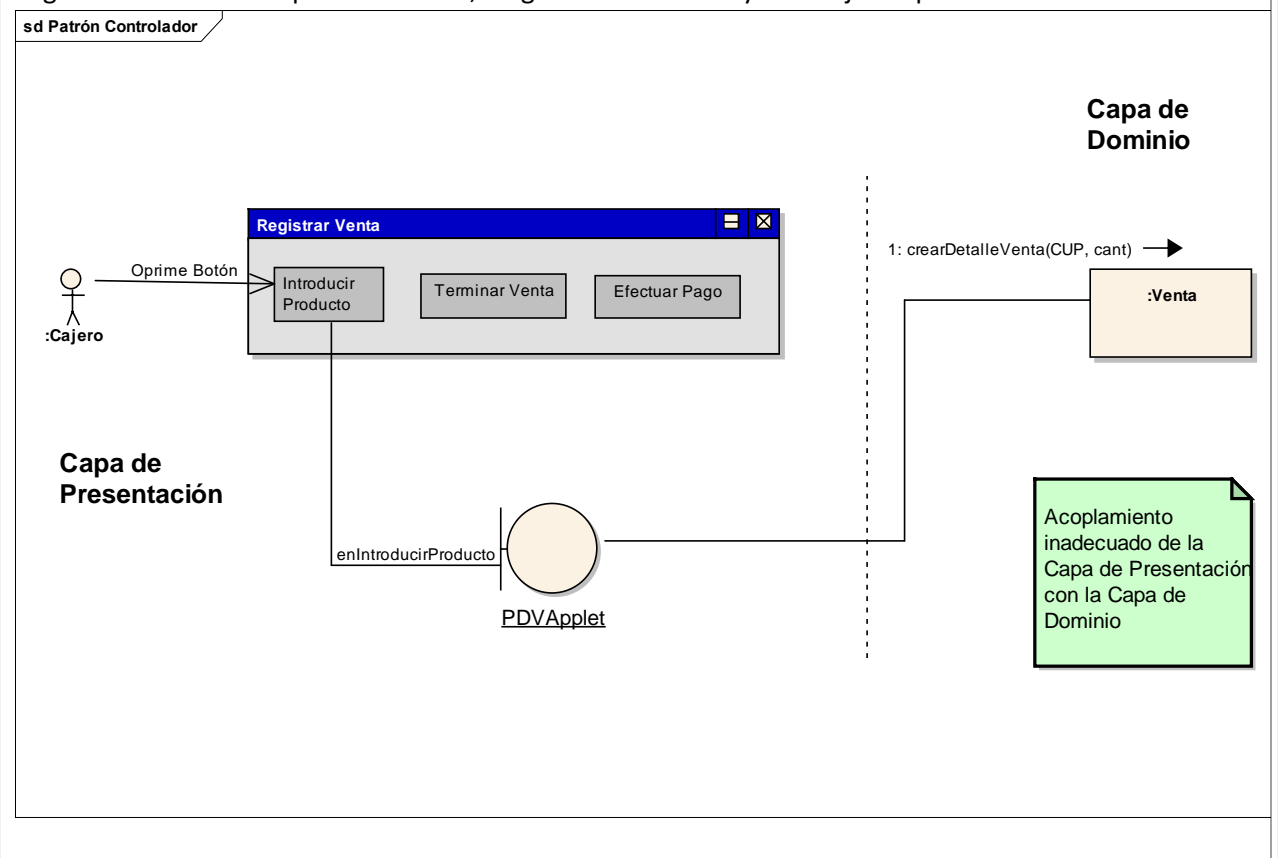 sd Patrón Controlador
Capa de
Dominio
Registrar Venta
1: crearDetalleVenta(CUP, cant)
Oprime Botón
Introducir
Producto
Terminar Venta
Efectuar Pago
:Venta
:Cajero
Capa de
Presentación
Acoplamiento
inadecuado de la
Capa de Presentación
con la Capa de
Dominio
enIntroducirProducto
PDVApplet